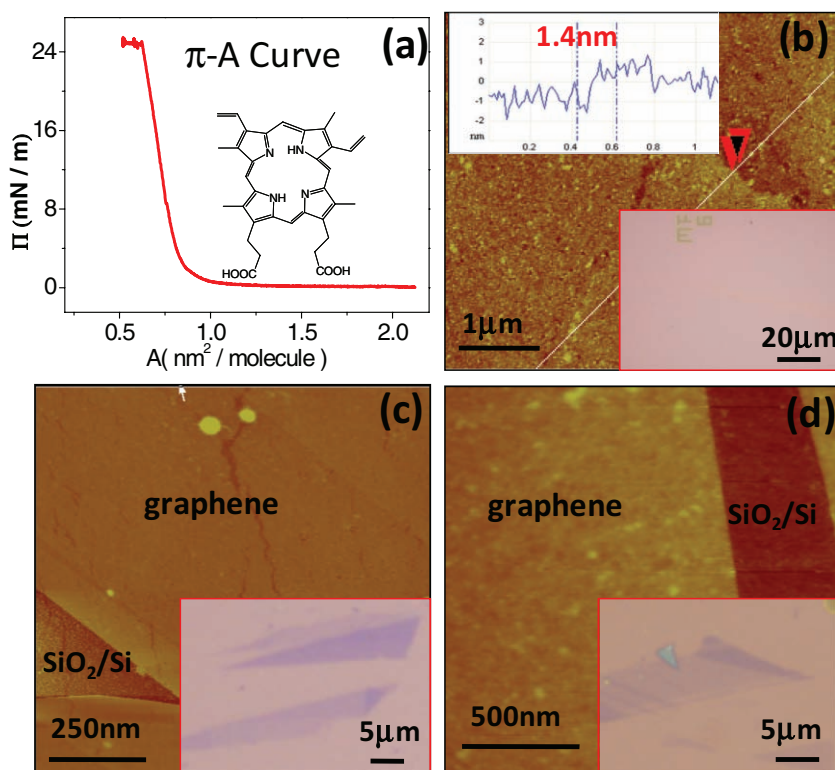 π-A Curve
(a)
24
16
8
0
Π (mN / m)
0.5
1.0
1.5
2.0
A( nm² / molecule )
N
HN
NH
N
HOOC
COOH
(b)
1.4nm
3
2
1
0
-1
-2
nm
0
0.2
0.4
0.6
0.8
1
1μm
20μm
(c)
graphene
SiO₂/Si
250nm
5μm
(d)
graphene
SiO₂/Si
500nm
5μm